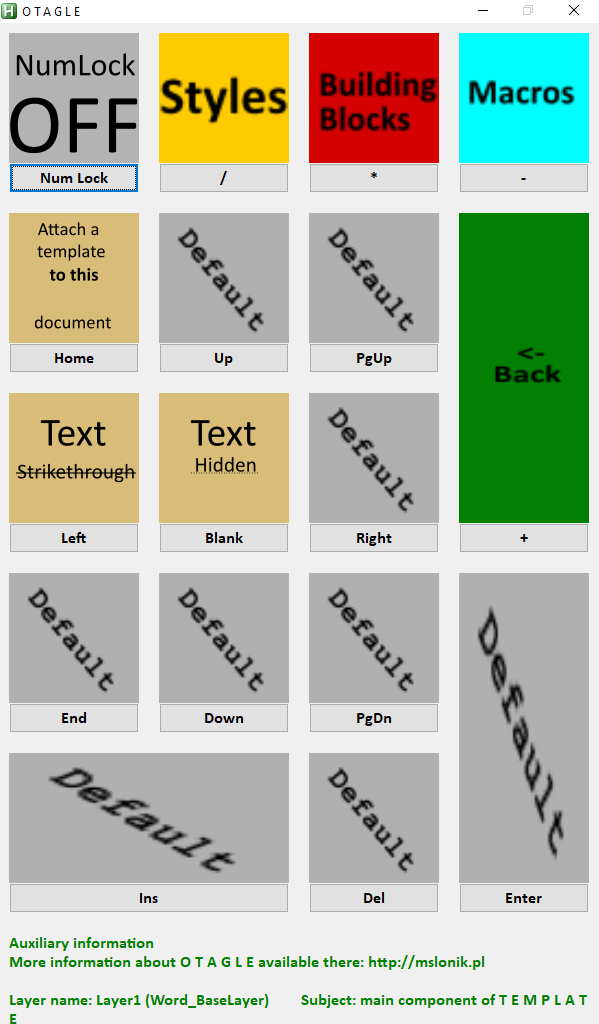 O T A G L E
NumLock
OFF
Styles
Building
Blocks
Macros
Num Lock
/
*
-
Attach a
template
to this
document
Default
Default
<-
Back
Home
Up
PgUp
Text
Strikethrough
Text
Hidden
Default
Left
Blank
Right
+
Default
Default
Default
Default
End
Down
PgDn
Default
Default
Ins
Del
Enter
Auxiliary information
More information about O T A G L E available there: http://mslonik.pl
Layer name: Layer1 (Word_BaseLayer) Subject: main component of T E M P L A T
E